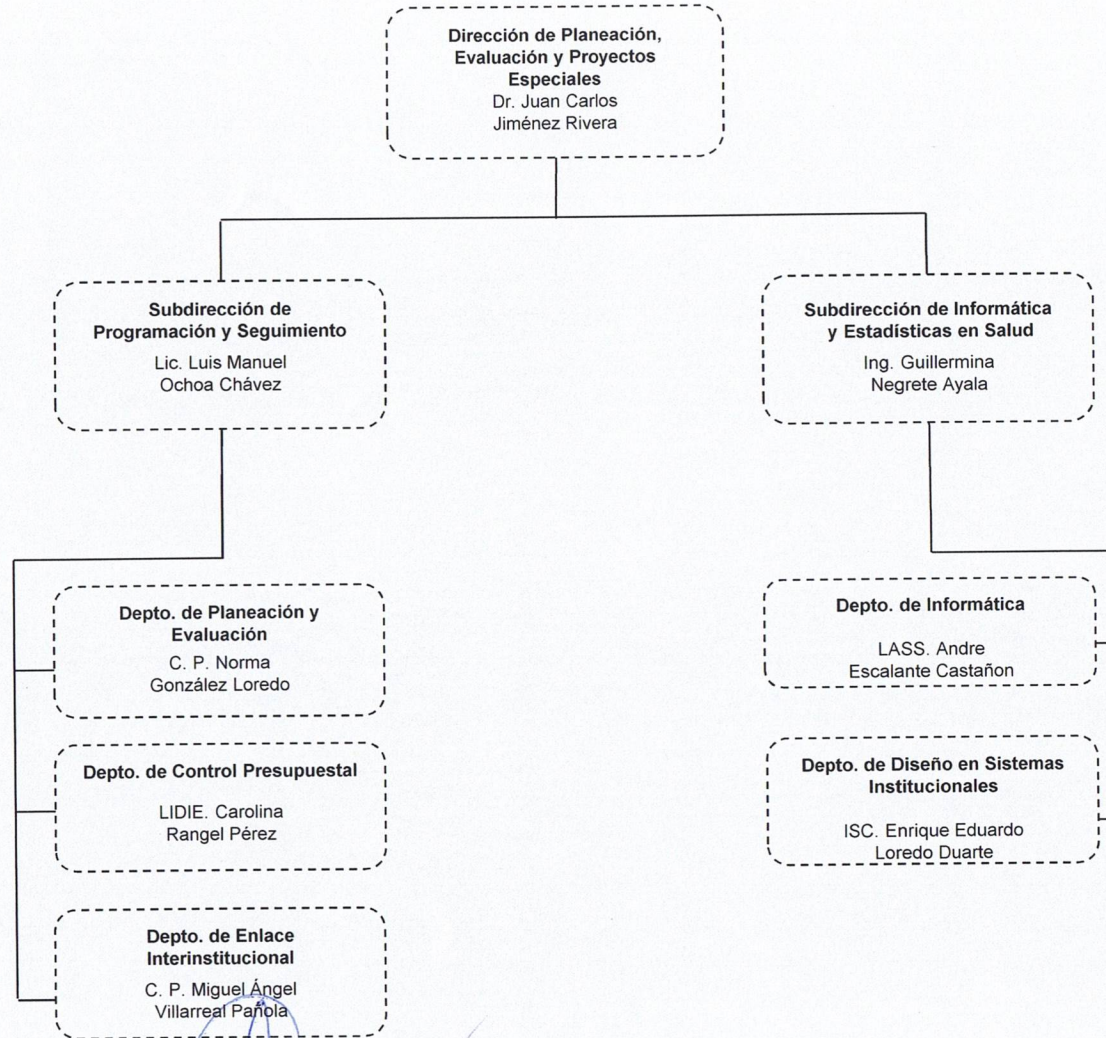 Dirección de Planeación,
Evaluación y Proyectos
Especiales
Dr. Juan Carlos
Jiménez Rivera
Subdirección de
Programación y Seguimiento
Lic. Luis Manuel
Ochoa Chávez
Subdirección de Informática
y Estadísticas en Salud
Ing. Guillermina
Negrete Ayala
Depto. de Planeación y
Evaluación
C. P. Norma
González Loredo
Depto. de Control Presupuestal
LIDIE. Carolina
Rangel Pérez
Depto. de Enlace
Interinstitucional
C. P. Miguel Ángel
Villarreal Pañola
Depto. de Informática
LASS. Andre
Escalante Castañon
Depto. de Diseño en Sistemas
Institucionales
ISC. Enrique Eduardo
Loredo Duarte